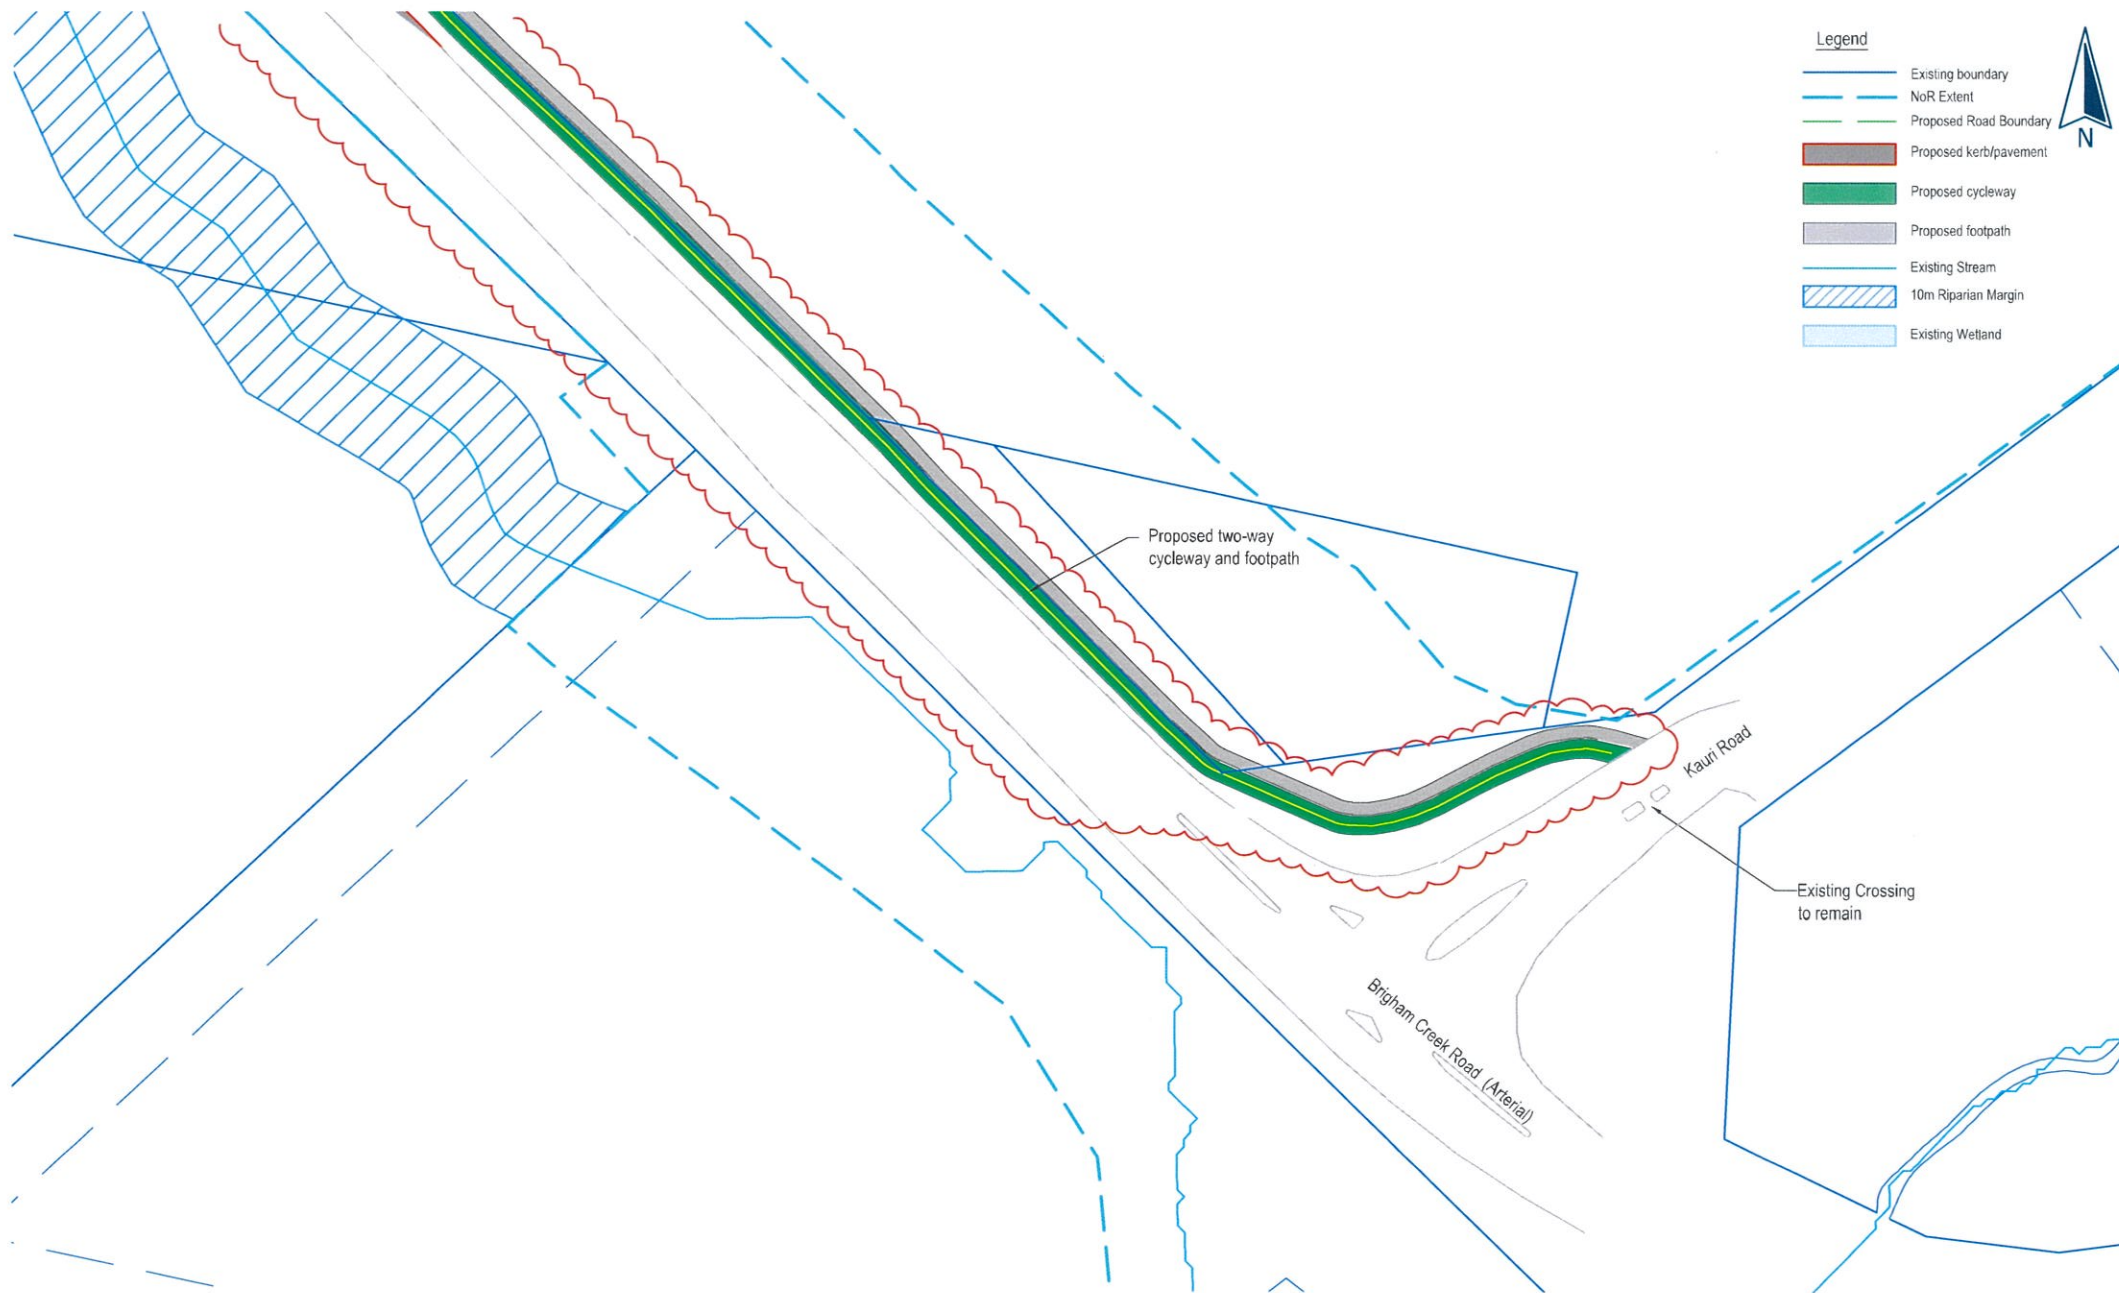 Legend
Existing boundary
NoR Extent
Proposed Road Boundary
Proposed kerb/pavement
Proposed cycleway
Proposed footpath
Existing Stream
10m Riparian Margin
Existing Wetland
N
Proposed two-way
cycleway and footpath
Kauri Road
Existing Crossing
to remain
Brigham Creek Road (Arterial)